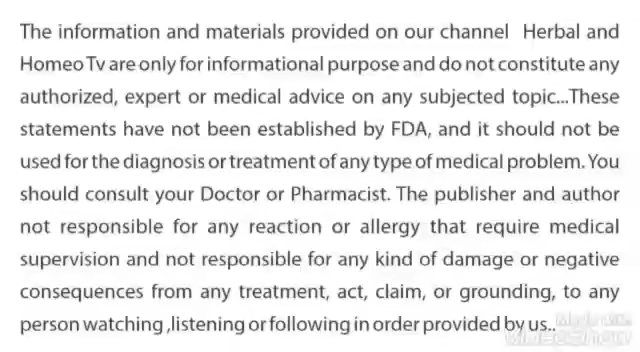 The information and materials provided on our channel Herbal and
Homeo Tv are only for informational purpose and do not constitute any
authorized, expert or medical advice on any subjected topic...These
statements have not been established by FDA, and it should not be
used for the diagnosis or treatment of any type of medical problem. You
should consult your Doctor or Pharmacist. The publisher and author
not responsible for any reaction or allergy that require medical
supervision and not responsible for any kind of damage or negative
consequences from any treatment, act, claim, or grounding, to any
person watching ,listening or following in order provided by us..
VideoShow